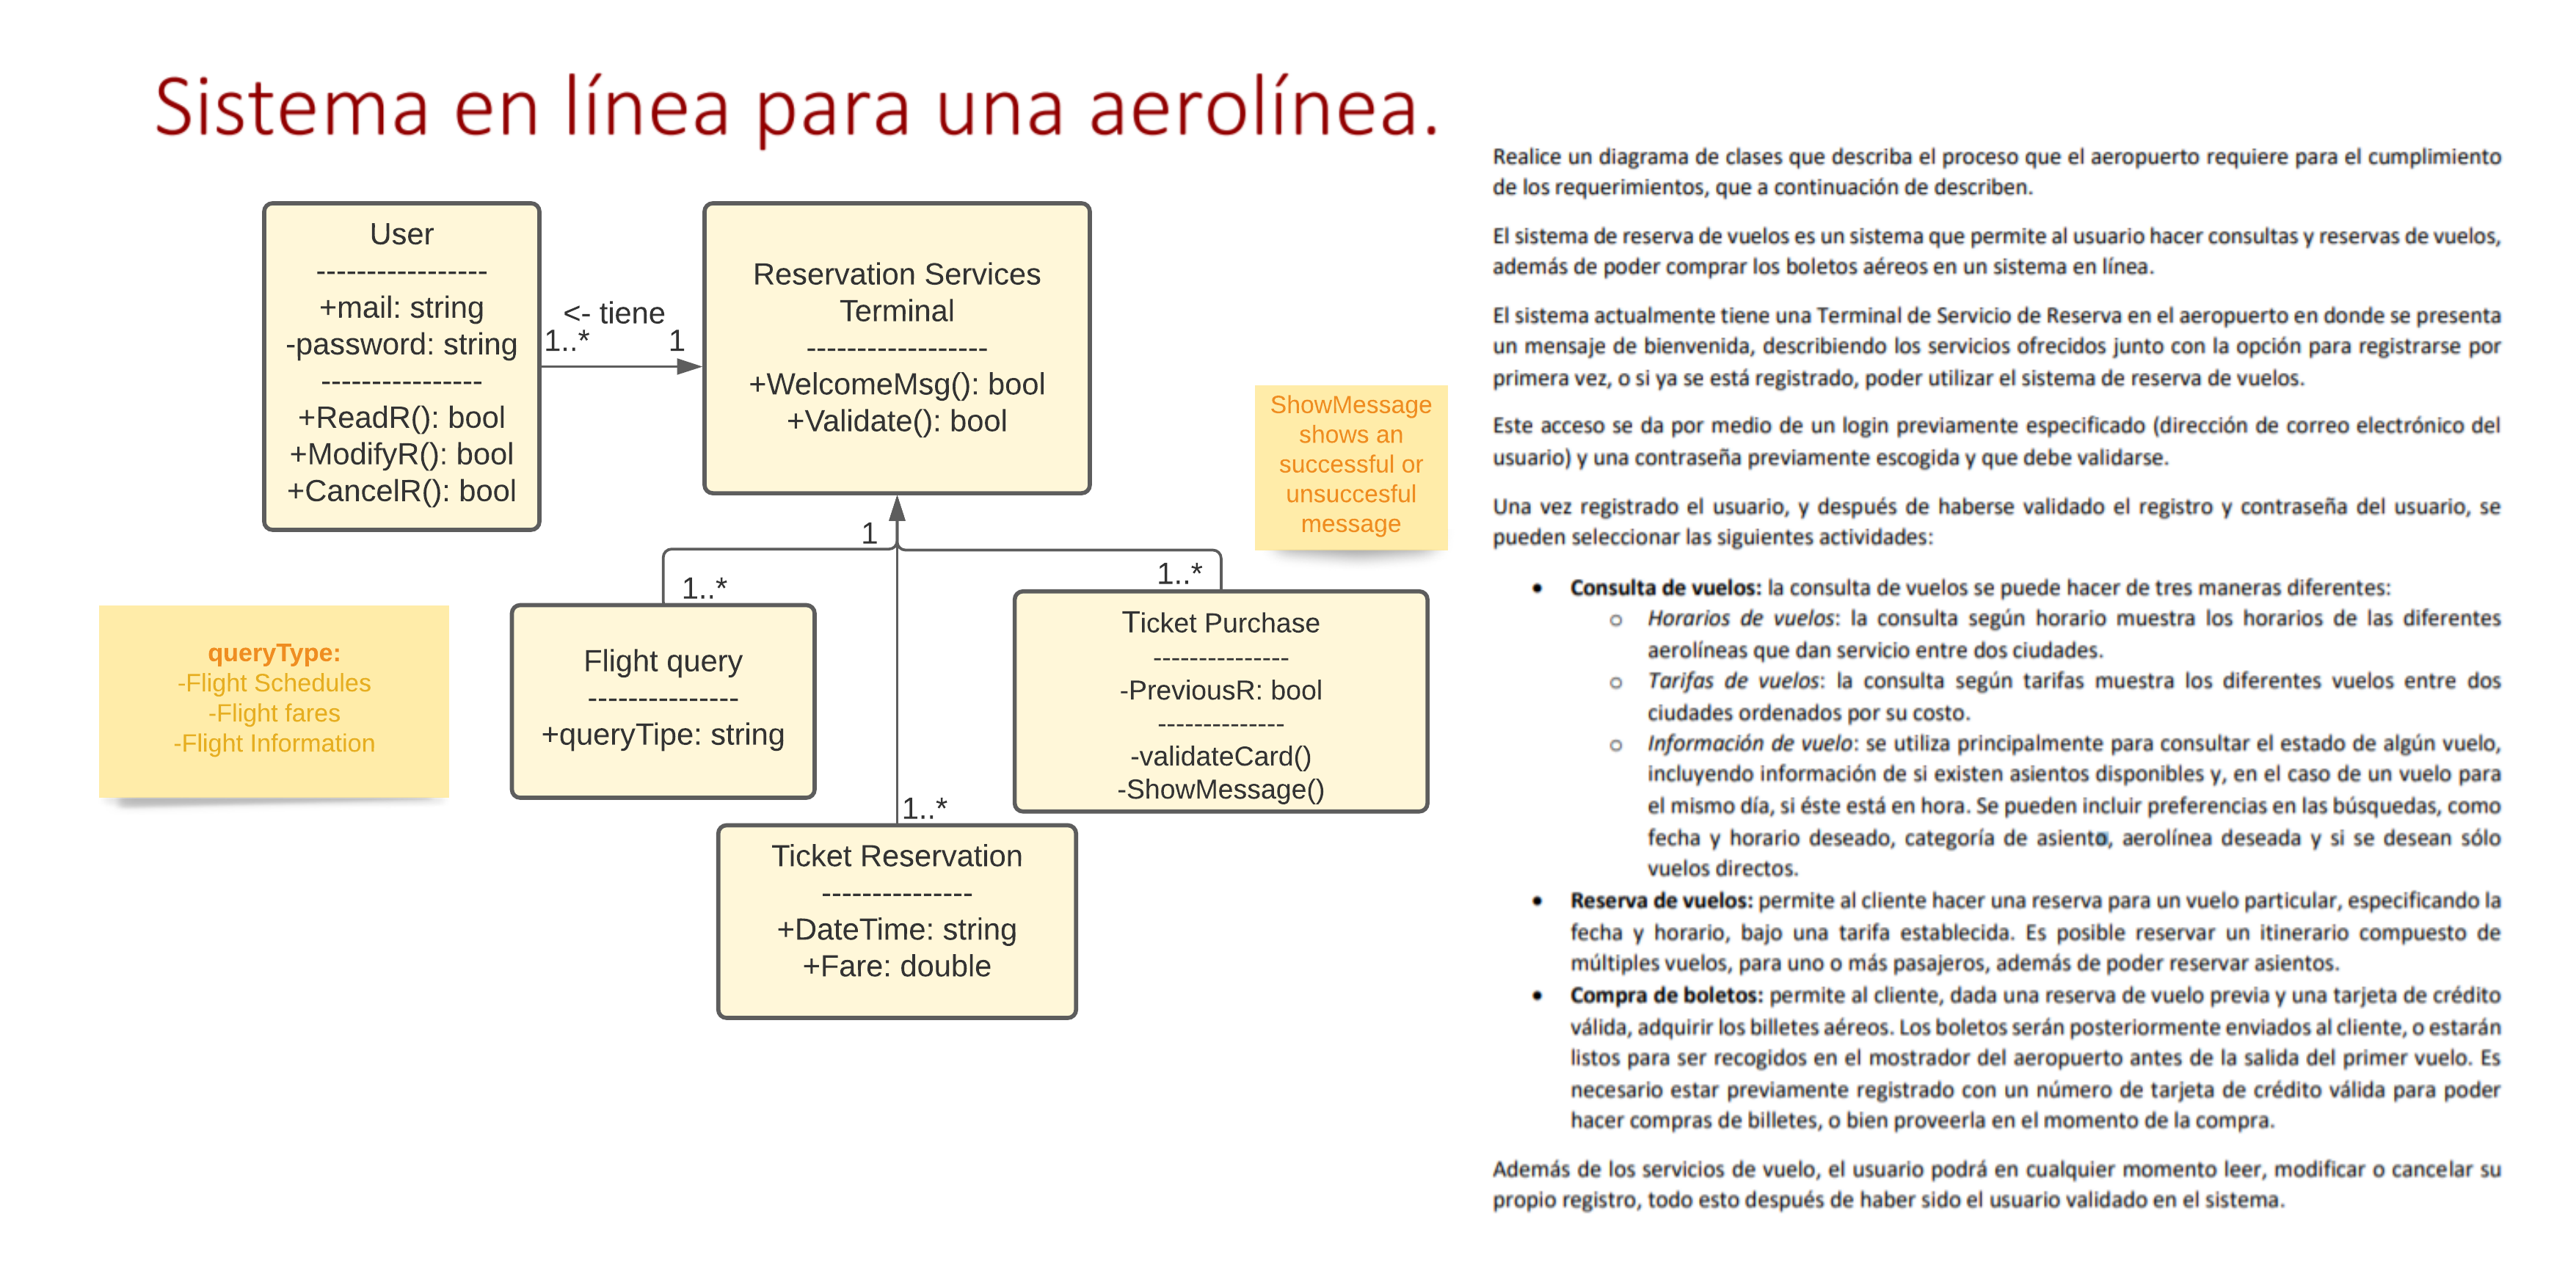 Sistema en línea para una aerolínea.
User
-----------------
+mail: string
-password: string
----------------
+ReadR(): bool
+ModifyR(): bool
+CancelR(): bool
<- tiene
1..*
1
Reservation Services
Terminal
------------------
+WelcomeMsg(): bool
+Validate(): bool
ShowMessage
shows an
successful or
unsuccesful
message
1
1..*
1..*
1..*
queryType:
-Flight Schedules
-Flight fares
-Flight Information
Flight query
---------------
+queryTipe: string
Ticket Purchase
---------------
-PreviousR: bool
--------------
-validateCard()
-ShowMessage()
Ticket Reservation
---------------
+DateTime: string
+Fare: double
Realice un diagrama de clases que describa el proceso que el aeropuerto requiere para el cumplimiento
de los requerimientos, que a continuación de describen.
El sistema de reserva de vuelos es un sistema que permite al usuario hacer consultas y reservas de vuelos,
además de poder comprar los boletos aéreos en un sistema en línea.
El sistema actualmente tiene una Terminal de Servicio de Reserva en el aeropuerto en donde se presenta
un mensaje de bienvenida, describiendo los servicios ofrecidos junto con la opción para registrarse por
primera vez, o si ya se está registrado, poder utilizar el sistema de reserva de vuelos.
Este acceso se da por medio de un login previamente especificado (dirección de correo electrónico del
usuario) y una contraseña previamente escogida y que debe validarse.
Una vez registrado el usuario, y después de haberse validado el registro y contraseña del usuario, se
pueden seleccionar las siguientes actividades:
• Consulta de vuelos: la consulta de vuelos se puede hacer de tres maneras diferentes:
o Horarios de vuelos: la consulta según horario muestra los horarios de las diferentes
aerolíneas que dan servicio entre dos ciudades.
o Tarifas de vuelos: la consulta según tarifas muestra los diferentes vuelos entre dos
ciudades ordenados por su costo.
o Información de vuelo: se utiliza principalmente para consultar el estado de algún vuelo,
incluyendo información de si existen asientos disponibles y, en el caso de un vuelo para
el mismo día, si éste está en hora. Se pueden incluir preferencias en las búsquedas, como
fecha y horario deseado, categoría de asiento, aerolínea deseada y si se desean sólo
vuelos directos.
• Reserva de vuelos: permite al cliente hacer una reserva para un vuelo particular, especificando la
fecha y horario, bajo una tarifa establecida. Es posible reservar un itinerario compuesto de
múltiples vuelos, para uno o más pasajeros, además de poder reservar asientos.
• Compra de boletos: permite al cliente, dada una reserva de vuelo previa y una tarjeta de crédito
válida, adquirir los billetes aéreos. Los boletos serán posteriormente enviados al cliente, o estarán
listos para ser recogidos en el mostrador del aeropuerto antes de la salida del primer vuelo. Es
necesario estar previamente registrado con un número de tarjeta de crédito válida para poder
hacer compras de billetes, o bien proveerla en el momento de la compra.
Además de los servicios de vuelo, el usuario podrá en cualquier momento leer, modificar o cancelar su
propio registro, todo esto después de haber sido el usuario validado en el sistema.